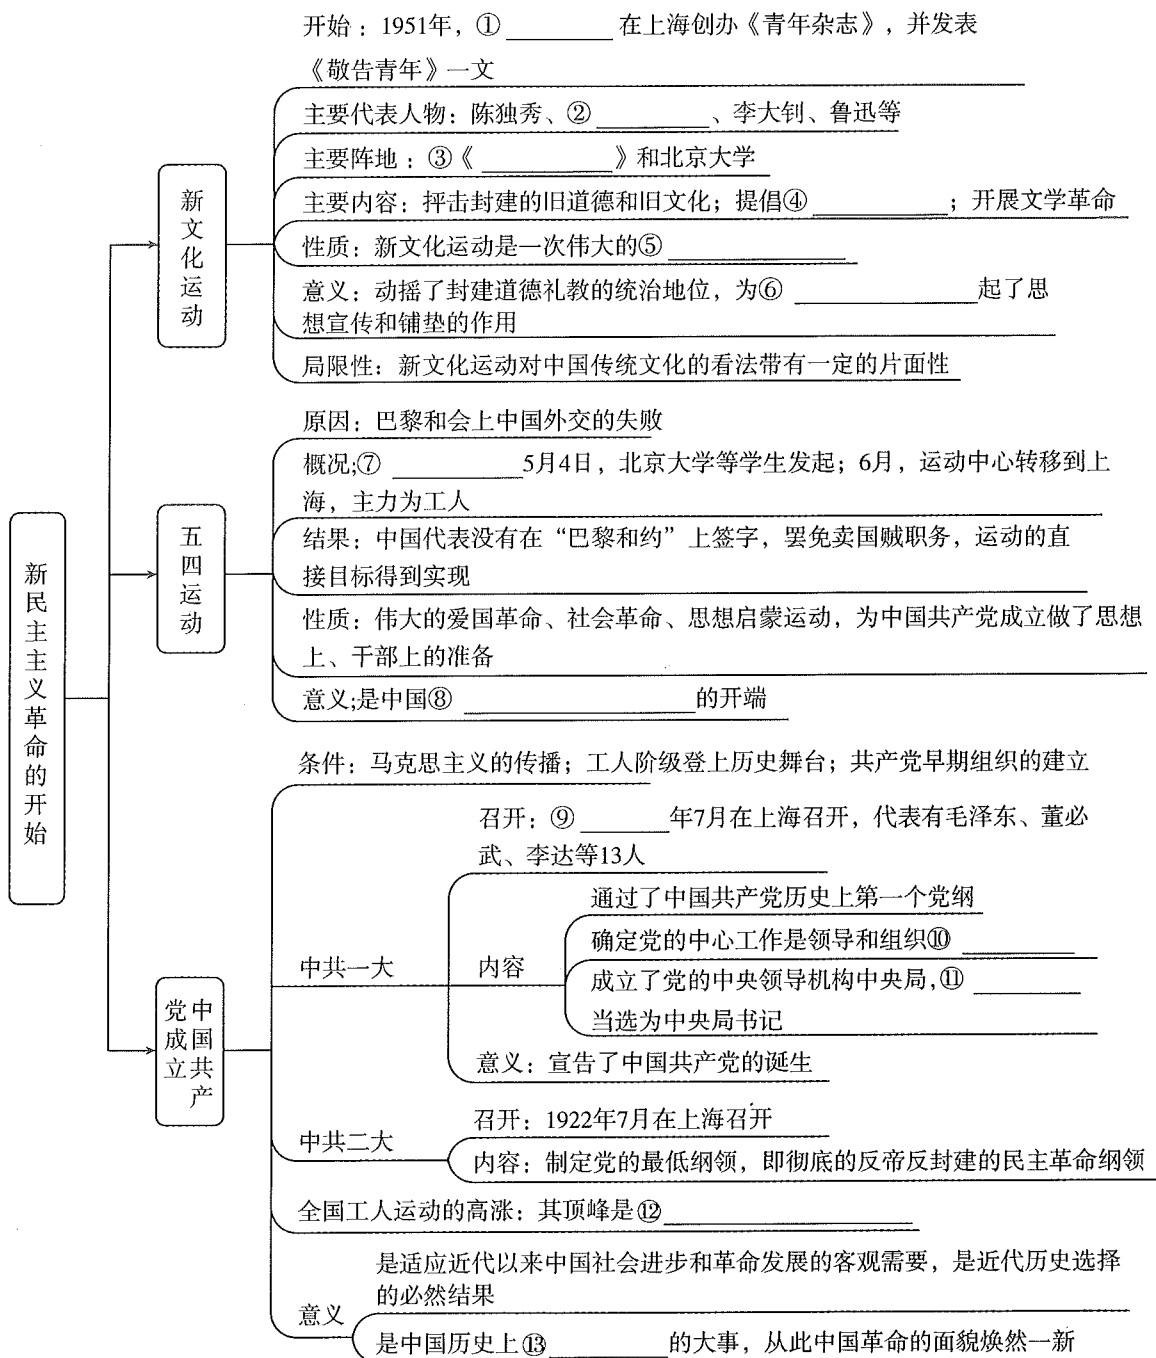 开始：1951年，①________在上海创办《青年杂志》，并发表
《敬告青年》一文
主要代表人物：陈独秀、②________、李大钊、鲁迅等
主要阵地：③《________》和北京大学
新文化运动
主要内容：抨击封建的旧道德和旧文化；提倡④________；开展文学革命
性质：新文化运动是一次伟大的⑤________
意义：动摇了封建道德礼教的统治地位，为⑥________起了思
想宣传和铺垫的作用
局限性：新文化运动对中国传统文化的看法带有一定的片面性
原因：巴黎和会上中国外交的失败
概况;⑦________5月4日，北京大学等学生发起；6月，运动中心转移到上
海，主力为工人
新民主主义革命的开始
五四运动
结果：中国代表没有在“巴黎和约”上签字，罢免卖国贼职务，运动的直
接目标得到实现
性质：伟大的爱国革命、社会革命、思想启蒙运动，为中国共产党成立做了思想
上、干部上的准备
意义;是中国⑧________的开端
条件：马克思主义的传播；工人阶级登上历史舞台；共产党早期组织的建立
召开：⑨________年7月在上海召开，代表有毛泽东、董必
武、李达等13人
通过了中国共产党历史上第一个党纲
确定党的中心工作是领导和组织⑩________
中共一大
内容
成立了党的中央领导机构中央局，⑪________
当选为中央局书记
中国共产
党成立
意义：宣告了中国共产党的诞生
召开：1922年7月在上海召开
中共二大
内容：制定党的最低纲领，即彻底的反帝反封建的民主革命纲领
全国工人运动的高涨：其顶峰是⑫________
是适应近代以来中国社会进步和革命发展的客观需要，是近代历史选择
的必然结果
意义
是中国历史上⑬________的大事，从此中国革命的面貌焕然一新